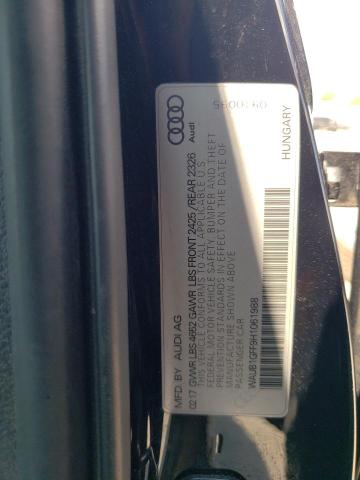 Audi
0910095
MFD. BY AUDI AG
02 17 GVWR LBS 4652 GAWR LBS FRONT 2425 / REAR 2326
THIS VEHICLE CONFORMS TO ALL APPLICABLE U.S.
FEDERAL MOTOR VEHICLE SAFETY, BUMPER AND THEFT
PREVENTION STANDARDS IN EFFECT ON THE DATE OF
MANUFACTURE SHOWN ABOVE
PASSENGER CAR
WAUB1GFF9H1061988
HUNGARY